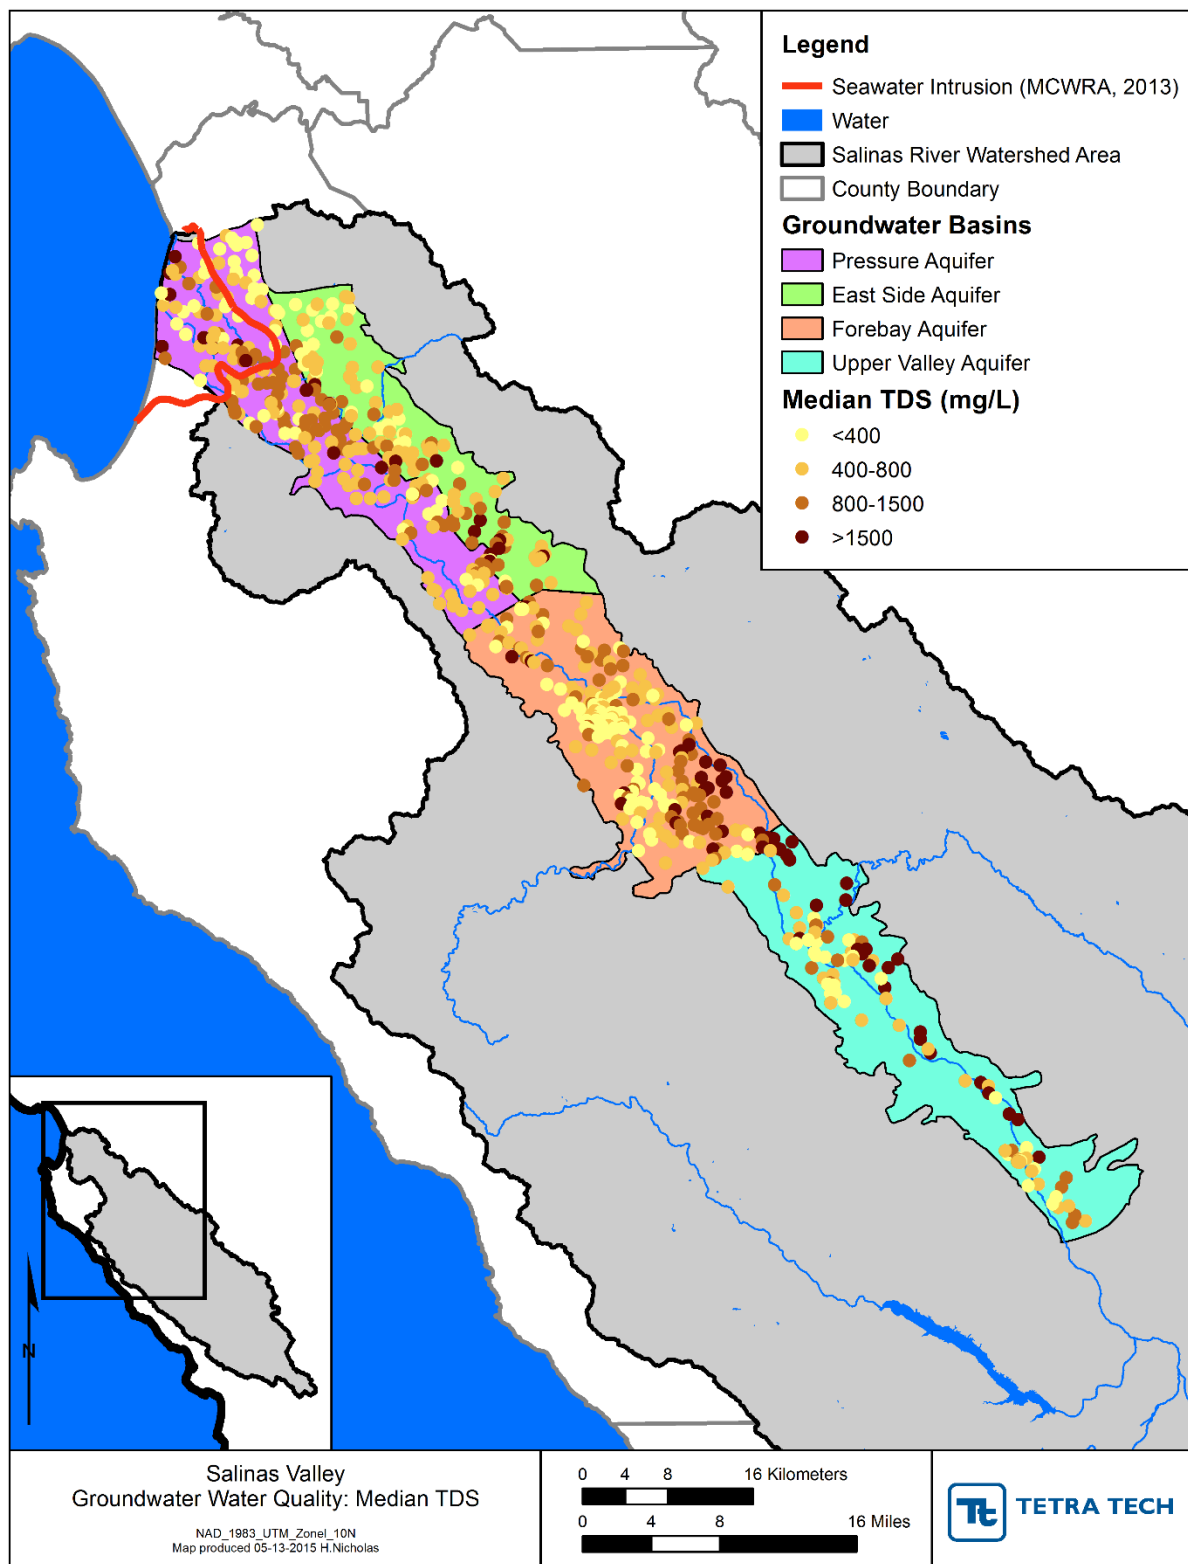 Legend
Seawater Intrusion (MCWRA, 2013)
Water
Salinas River Watershed Area
County Boundary
Groundwater Basins
Pressure Aquifer
East Side Aquifer
Forebay Aquifer
Upper Valley Aquifer
Median TDS (mg/L)
<400
400-800
800-1500
>1500
N
Salinas Valley
Groundwater Water Quality: Median TDS
NAD_1983_UTM_Zonel_10N
Map produced 05-13-2015 H.Nicholas
0 4 8 16 Kilometers
0 4 8 16 Miles
Tt TETRA TECH